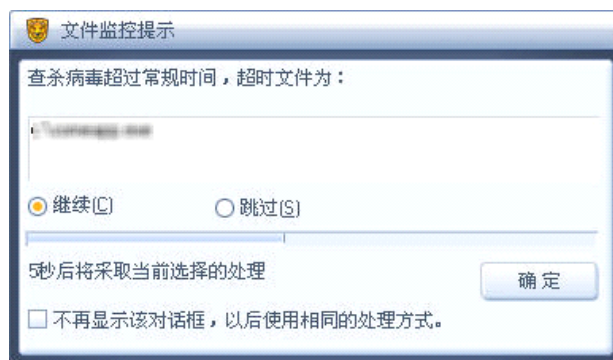 文件监控提示
查杀病毒超过常规时间，超时文件为：
继续(C) 跳过(S)
5秒后将采取当前选择的处理
确定
不再显示该对话框，以后使用相同的处理方式。